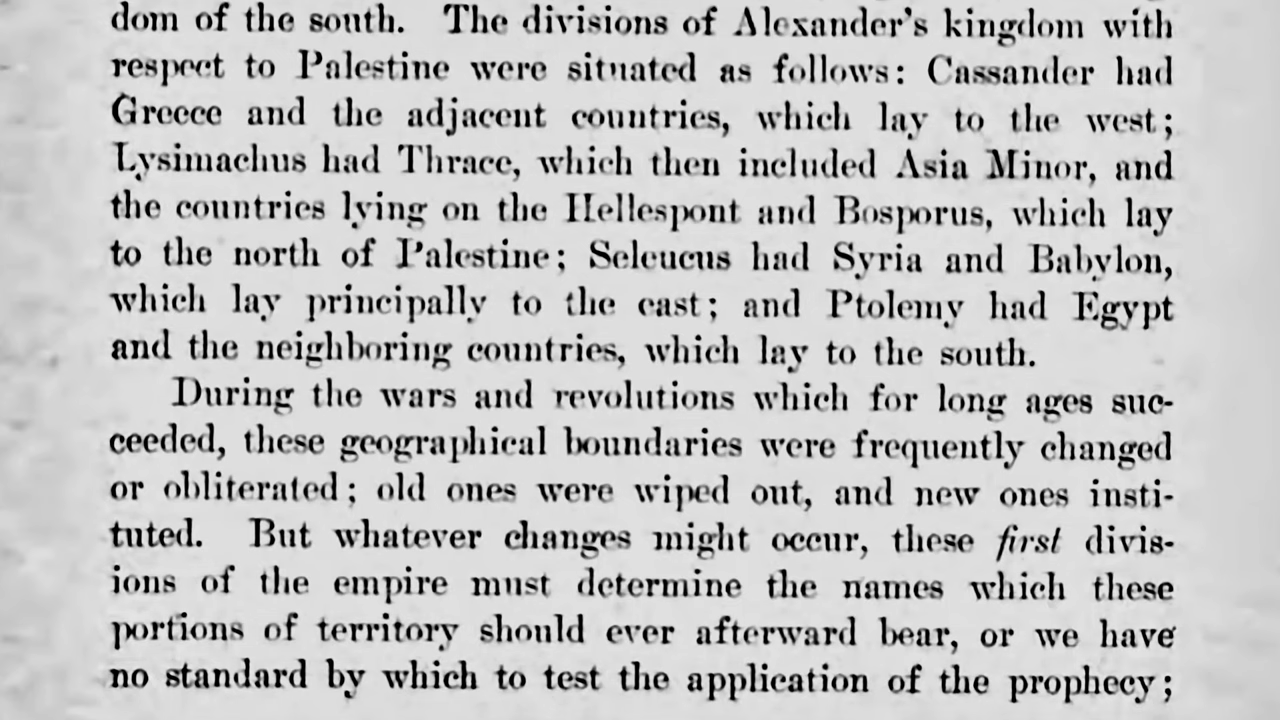 dom of the south. The divisions of Alexander's kingdom with
respect to Palestine were situated as follows: Cassander had
Greece and the adjacent countries, which lay to the west;
Lysimachus had Thrace, which then included Asia Minor, and
the countries lying on the Hellespont and Bosporus, which lay
to the north of Palestine; Seleucus had Syria and Babylon,
which lay principally to the east; and Ptolemy had Egypt
and the neighboring countries, which lay to the south.
During the wars and revolutions which for long ages suc-
ceeded, these geographical boundaries were frequently changed
or obliterated; old ones were wiped out, and new ones insti-
tuted. But whatever changes might occur, these first divis-
ions of the empire must determine the names which these
portions of territory should ever afterward bear, or we have
no standard by which to test the application of the prophecy;